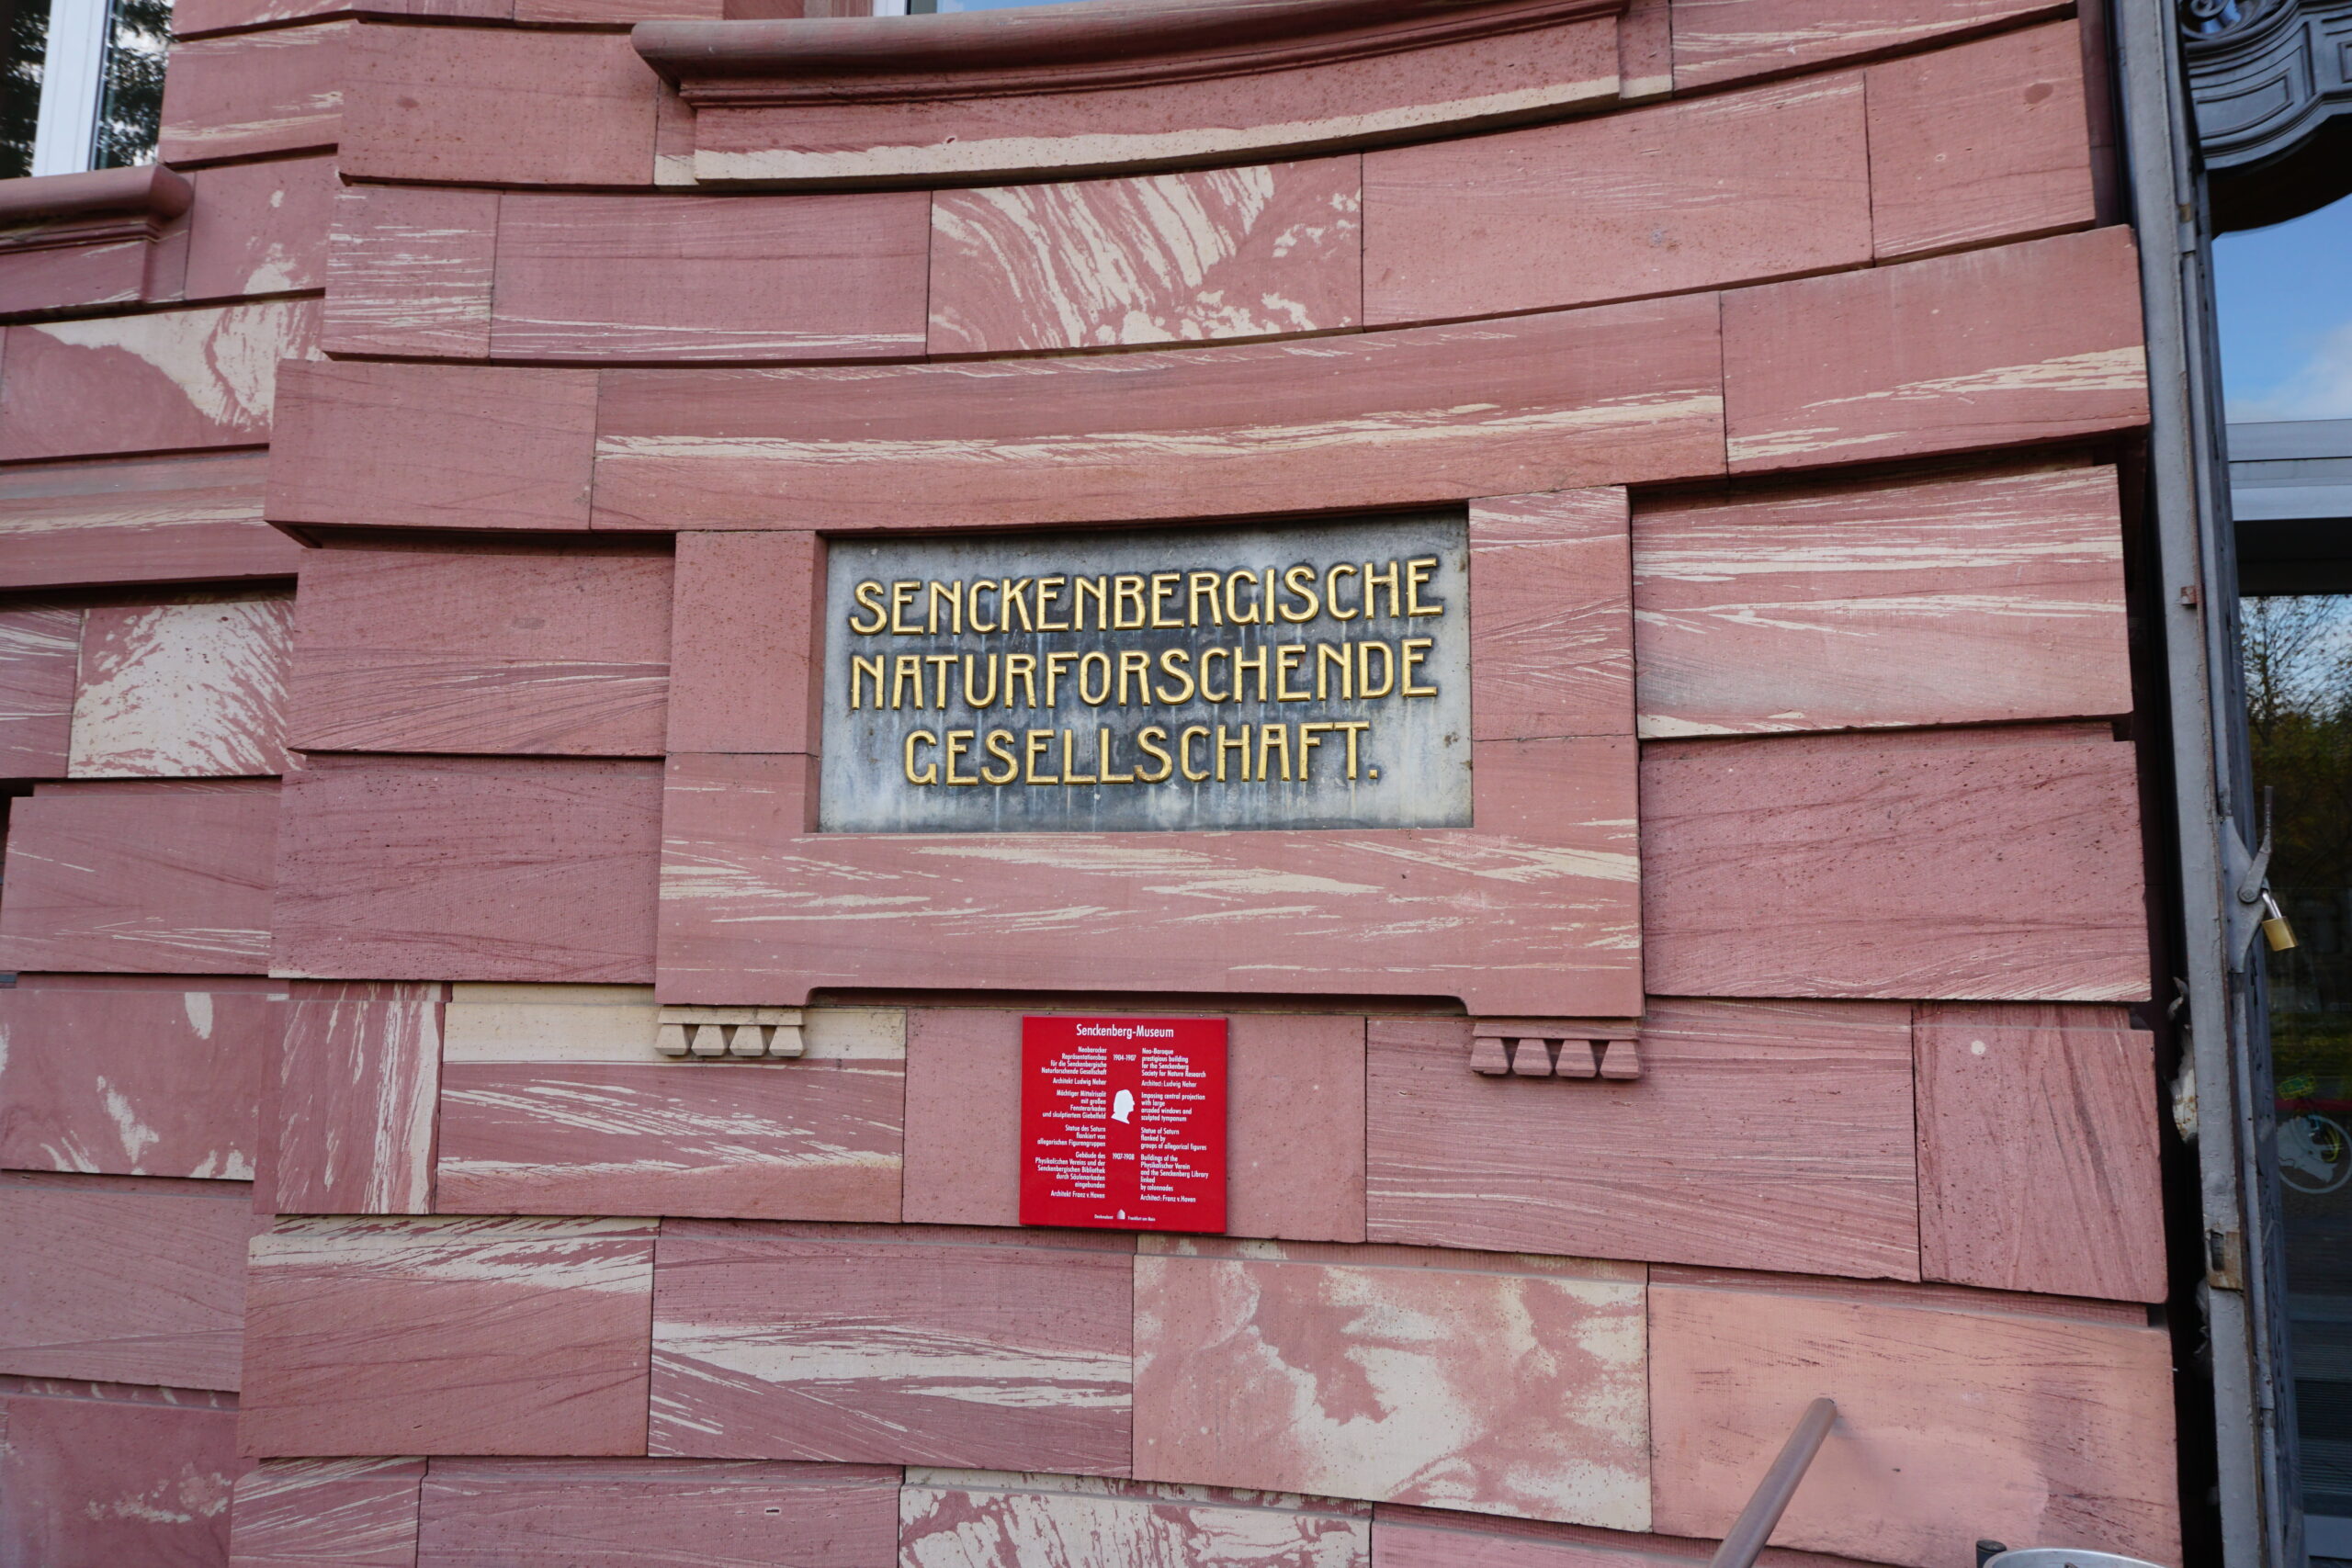 SENCKENBERGISCHE
NATURFORSCHENDE
GESELLSCHAFT.
Senckenberg-Museum
Neobarocker
Repräsentationsbau
für die Senckenbergische
Naturforschende Gesellschaft
Architekt Ludwig Neher
Mächtiger Mittelrisalit
mit großen
Fensterarkaden
und skulptiertem Giebelfeld
Statue des Saturn
flankiert von
allegorischen Figurengruppen
Gebäude des
Physikalischen Vereins und der
Senckenbergischen Bibliothek
durch Säulenarkaden
eingebunden
Architekt Franz v. Hoven
1904-1907
1907-1908
Neo-Baroque
prestigious building
for the Senckenberg
Society for Nature Research
Architect: Ludwig Neher
Imposing central projection
with large
arcaded windows and
sculpted tympanum
Statue of Saturn
flanked by
groups of allegorical figures
Buildings of the
Physikalischer Verein
and the Senckenberg Library
linked
by colonnades
Architect: Franz v. Hoven
Denkmalamt Frankfurt am Main